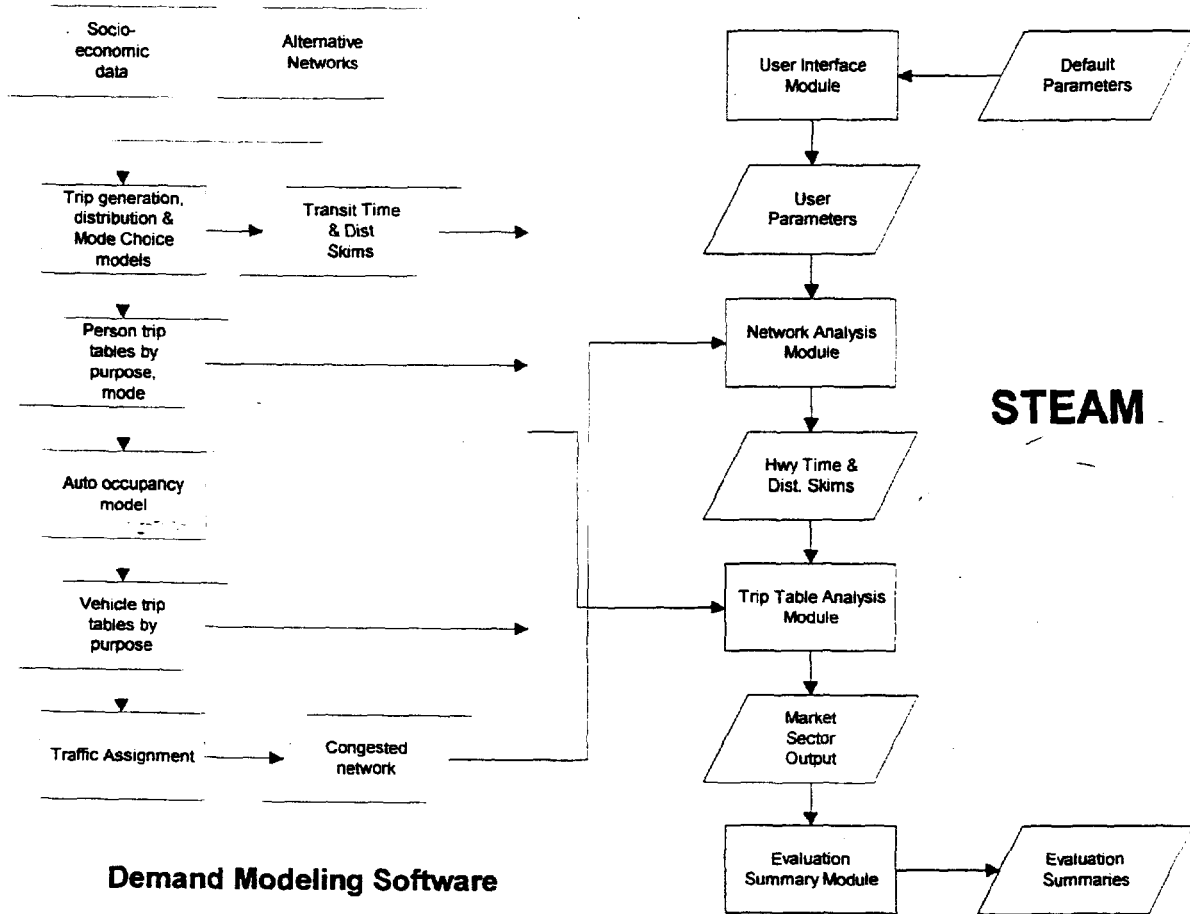 Socio-
economic
data
Alternative
Networks
User Interface
Module
Default
Parameters
Trip generation,
distribution &
Mode Choice
models
Transit Time
& Dist
Skims
User
Parameters
Person trip
tables by
purpose,
mode
Network Analysis
Module
STEAM
Auto occupancy
model
Hwy Time &
Dist. Skims
Vehicle trip
tables by
purpose
Trip Table Analysis
Module
Traffic Assignment
Congested
network
Market
Sector
Output
Demand Modeling Software
Evaluation
Summary Module
Evaluation
Summaries